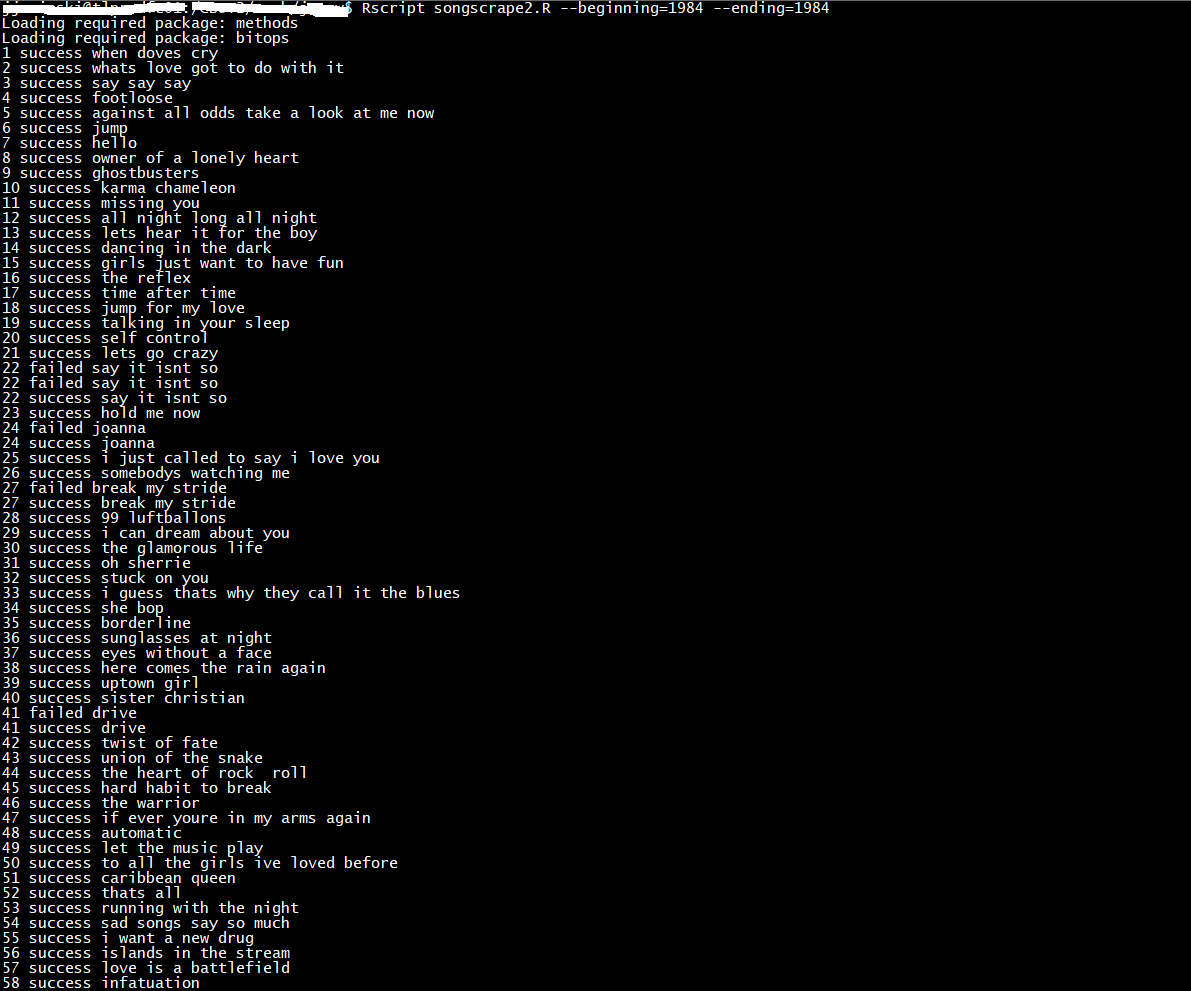 $ Rscript songscrape2.R --beginning=1984 --ending=1984
Loading required package: methods
Loading required package: bitops
1 success when doves cry
2 success whats love got to do with it
3 success say say say
4 success footloose
5 success against all odds take a look at me now
6 success jump
7 success hello
8 success owner of a lonely heart
9 success ghostbusters
10 success karma chameleon
11 success missing you
12 success all night long all night
13 success lets hear it for the boy
14 success dancing in the dark
15 success girls just want to have fun
16 success the reflex
17 success time after time
18 success jump for my love
19 success talking in your sleep
20 success self control
21 success lets go crazy
22 failed say it isnt so
22 failed say it isnt so
22 success say it isnt so
23 success hold me now
24 failed joanna
24 success joanna
25 success i just called to say i love you
26 success somebodys watching me
27 failed break my stride
27 success break my stride
28 success 99 luftballons
29 success i can dream about you
30 success the glamorous life
31 success oh sherrie
32 success stuck on you
33 success i guess thats why they call it the blues
34 success she bop
35 success borderline
36 success sunglasses at night
37 success eyes without a face
38 success here comes the rain again
39 success uptown girl
40 success sister christian
41 failed drive
41 success drive
42 success twist of fate
43 success union of the snake
44 success the heart of rock  roll
45 success hard habit to break
46 success the warrior
47 success if ever youre in my arms again
48 success automatic
49 success let the music play
50 success to all the girls ive loved before
51 success caribbean queen
52 success thats all
53 success running with the night
54 success sad songs say so much
55 success i want a new drug
56 success islands in the stream
57 success love is a battlefield
58 success infatuation